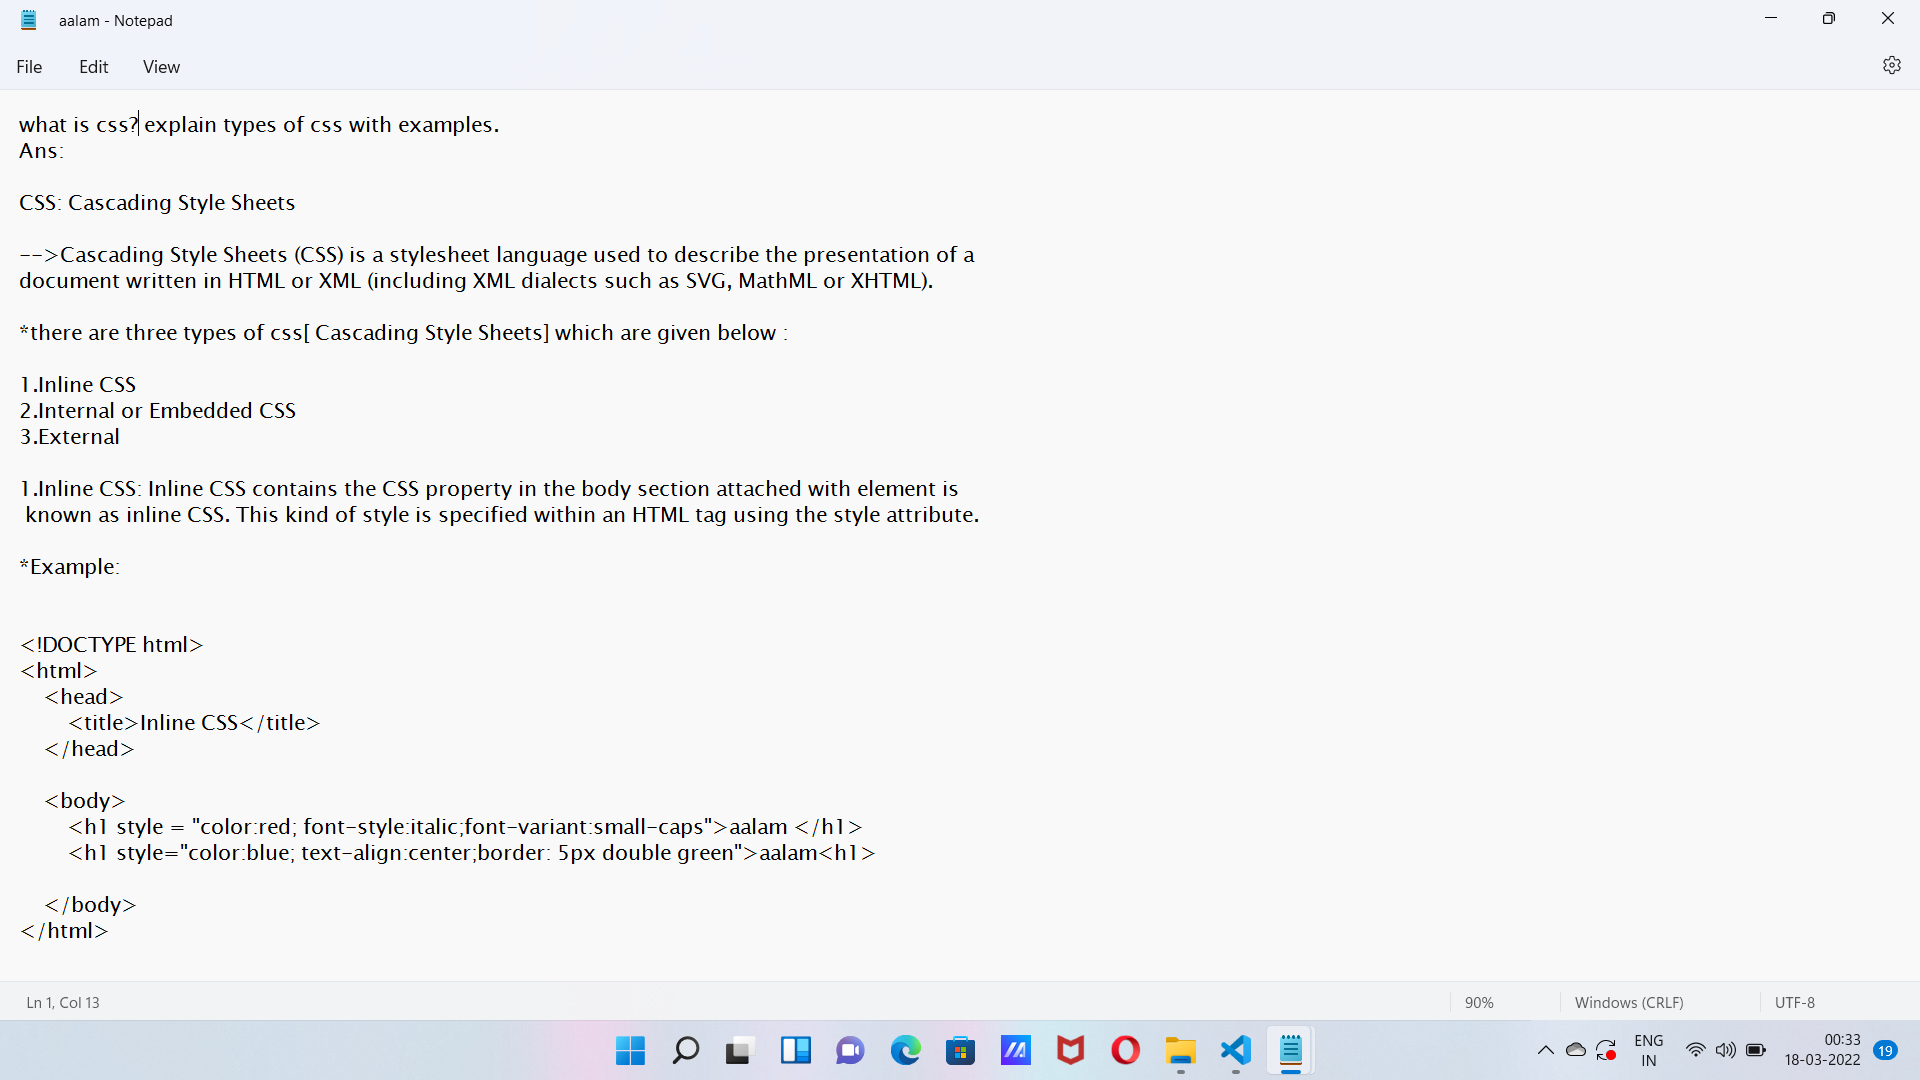 aalam - Notepad
File Edit View
what is css? explain types of css with examples.
Ans:
CSS: Cascading Style Sheets
-->Cascading Style Sheets (CSS) is a stylesheet language used to describe the presentation of a
document written in HTML or XML (including XML dialects such as SVG, MathML or XHTML).
*there are three types of css[ Cascading Style Sheets] which are given below :
1.Inline CSS
2.Internal or Embedded CSS
3.External
1.Inline CSS: Inline CSS contains the CSS property in the body section attached with element is
known as inline CSS. This kind of style is specified within an HTML tag using the style attribute.
*Example:
<!DOCTYPE html>
<html>
<head>
<title>Inline CSS</title>
</head>
<body>
<h1 style = "color:red; font-style:italic;font-variant:small-caps">aalam </h1>
<h1 style="color:blue; text-align:center;border: 5px double green">aalam<h1>
</body>
</html>
Ln 1, Col 13 90% Windows (CRLF) UTF-8
ENG
IN
00:33
18-03-2022
19